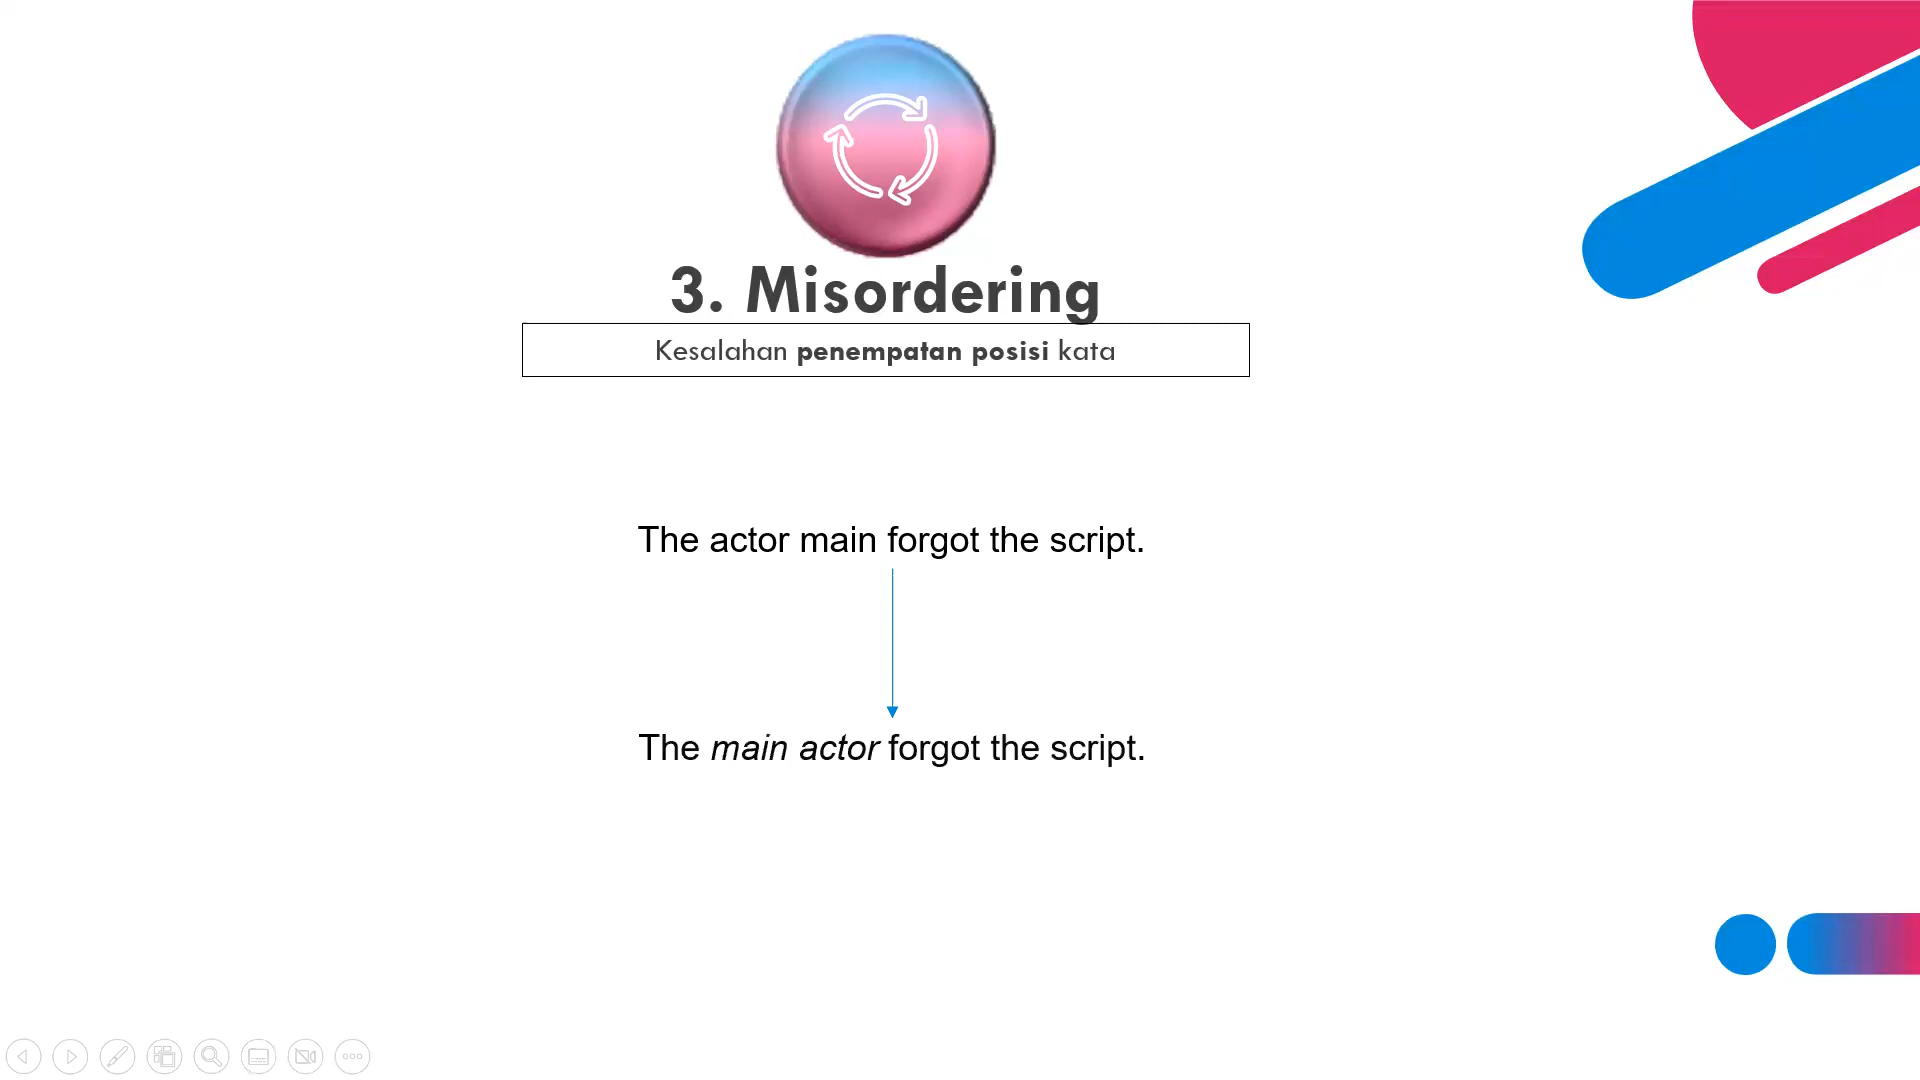 3. Misordering
Kesalahan penempatan posisi kata
The actor main forgot the script.
The main actor forgot the script.